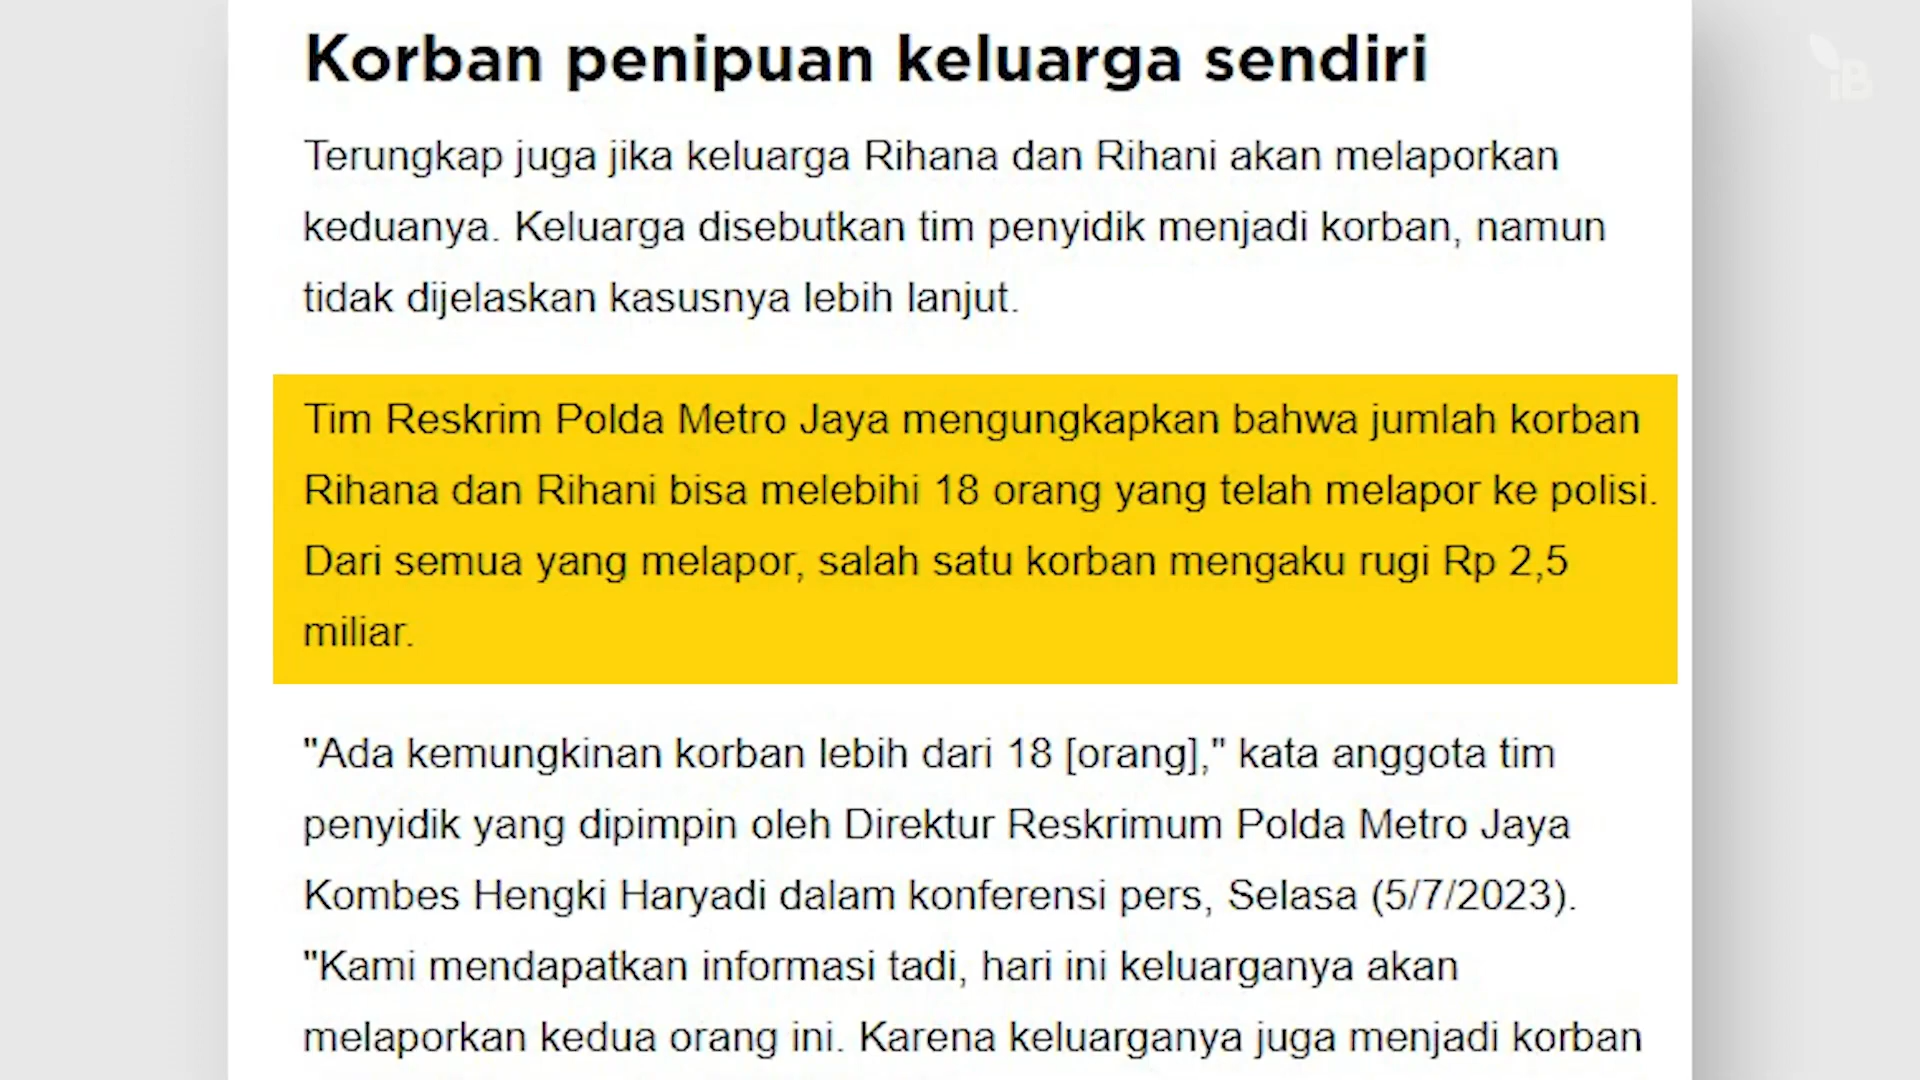 Korban penipuan keluarga sendiri
Terungkap juga jika keluarga Rihana dan Rihani akan melaporkan
keduanya. Keluarga disebutkan tim penyidik menjadi korban, namun
tidak dijelaskan kasusnya lebih lanjut.
Tim Reskrim Polda Metro Jaya mengungkapkan bahwa jumlah korban
Rihana dan Rihani bisa melebihi 18 orang yang telah melapor ke polisi.
Dari semua yang melapor, salah satu korban mengaku rugi Rp 2,5
miliar.
"Ada kemungkinan korban lebih dari 18 [orang]," kata anggota tim
penyidik yang dipimpin oleh Direktur Reskrimum Polda Metro Jaya
Kombes Hengki Haryadi dalam konferensi pers, Selasa (5/7/2023).
"Kami mendapatkan informasi tadi, hari ini keluarganya akan
melaporkan kedua orang ini. Karena keluarganya juga menjadi korban
iB